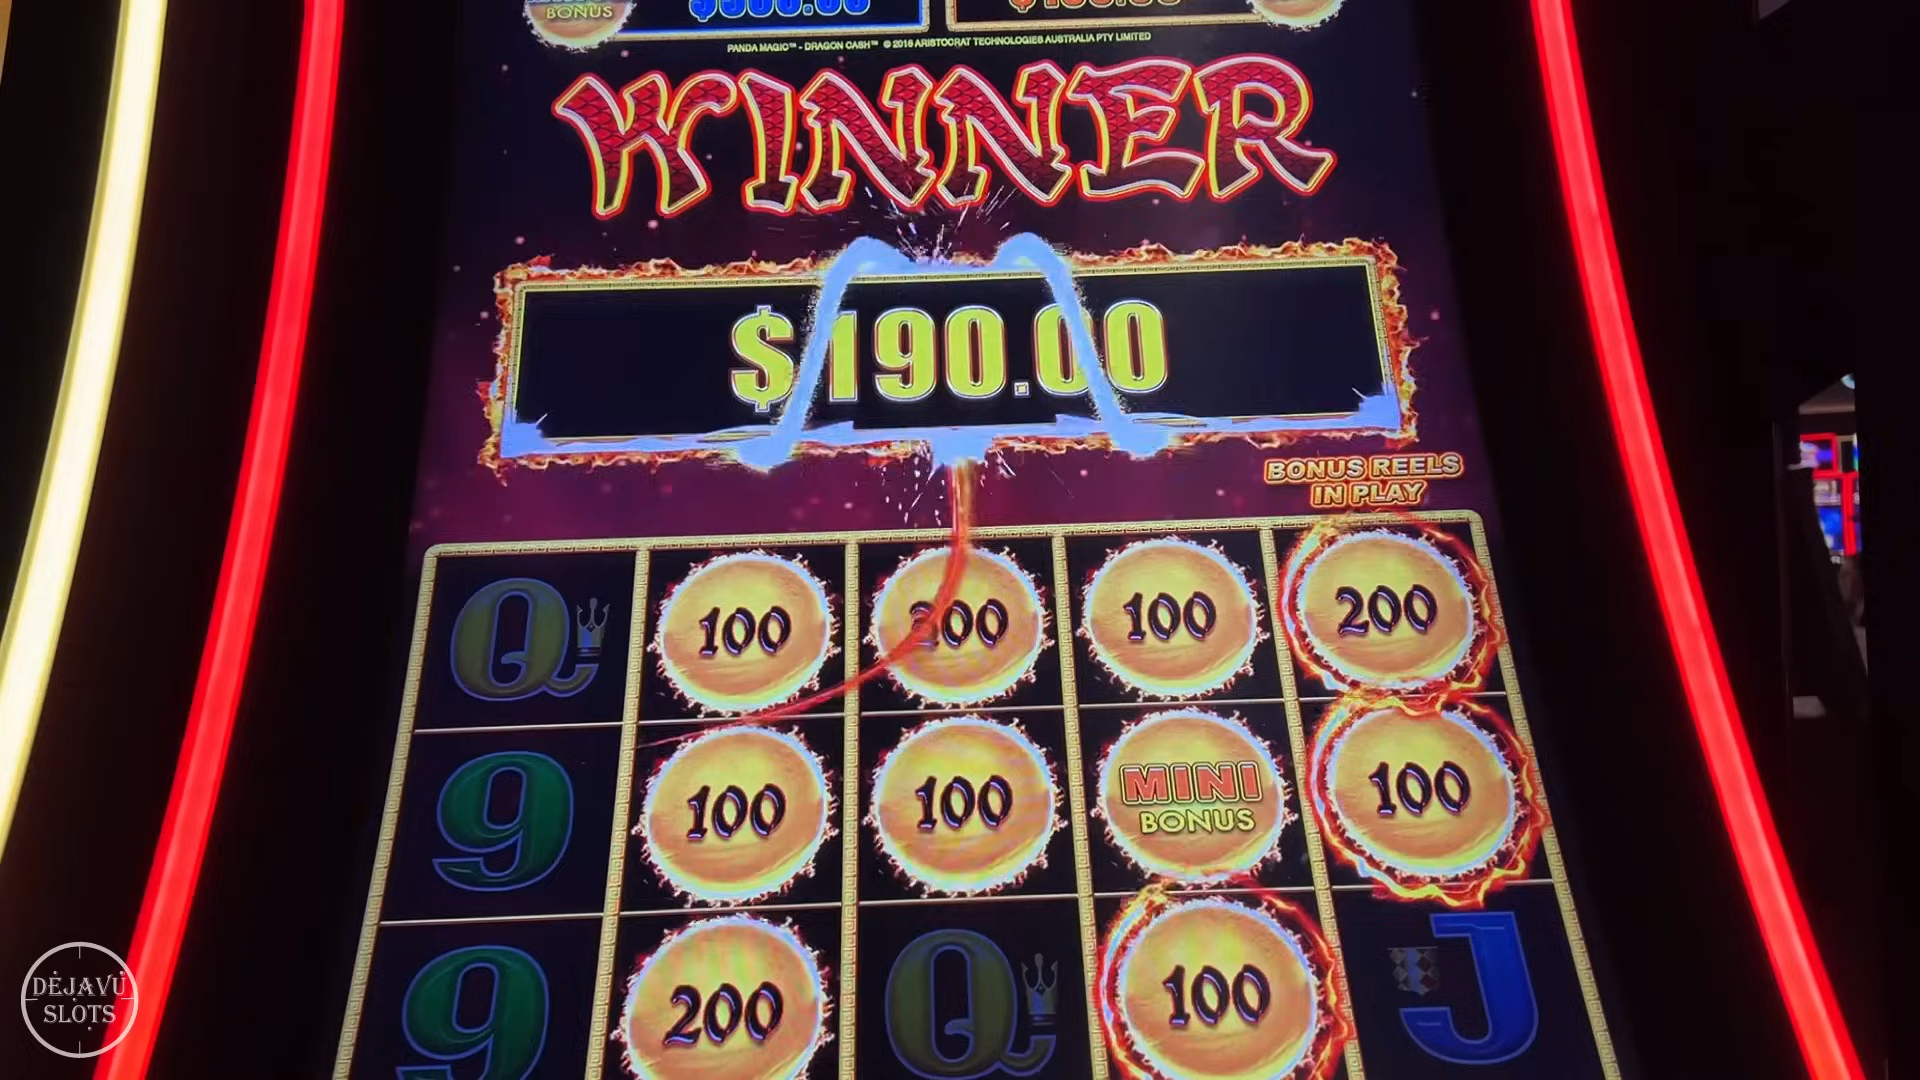 BONUS
PANDA MAGIC™ - DRAGON CASH™ © 2016 ARISTOCRAT TECHNOLOGIES AUSTRALIA PTY LIMITED
WINNER
$190.00
BONUS REELS
IN PLAY
Q 100 200 100 200
9 100 100 MINI
BONUS 100
9 200 Q 100 J
DEJAVU
SLOTS